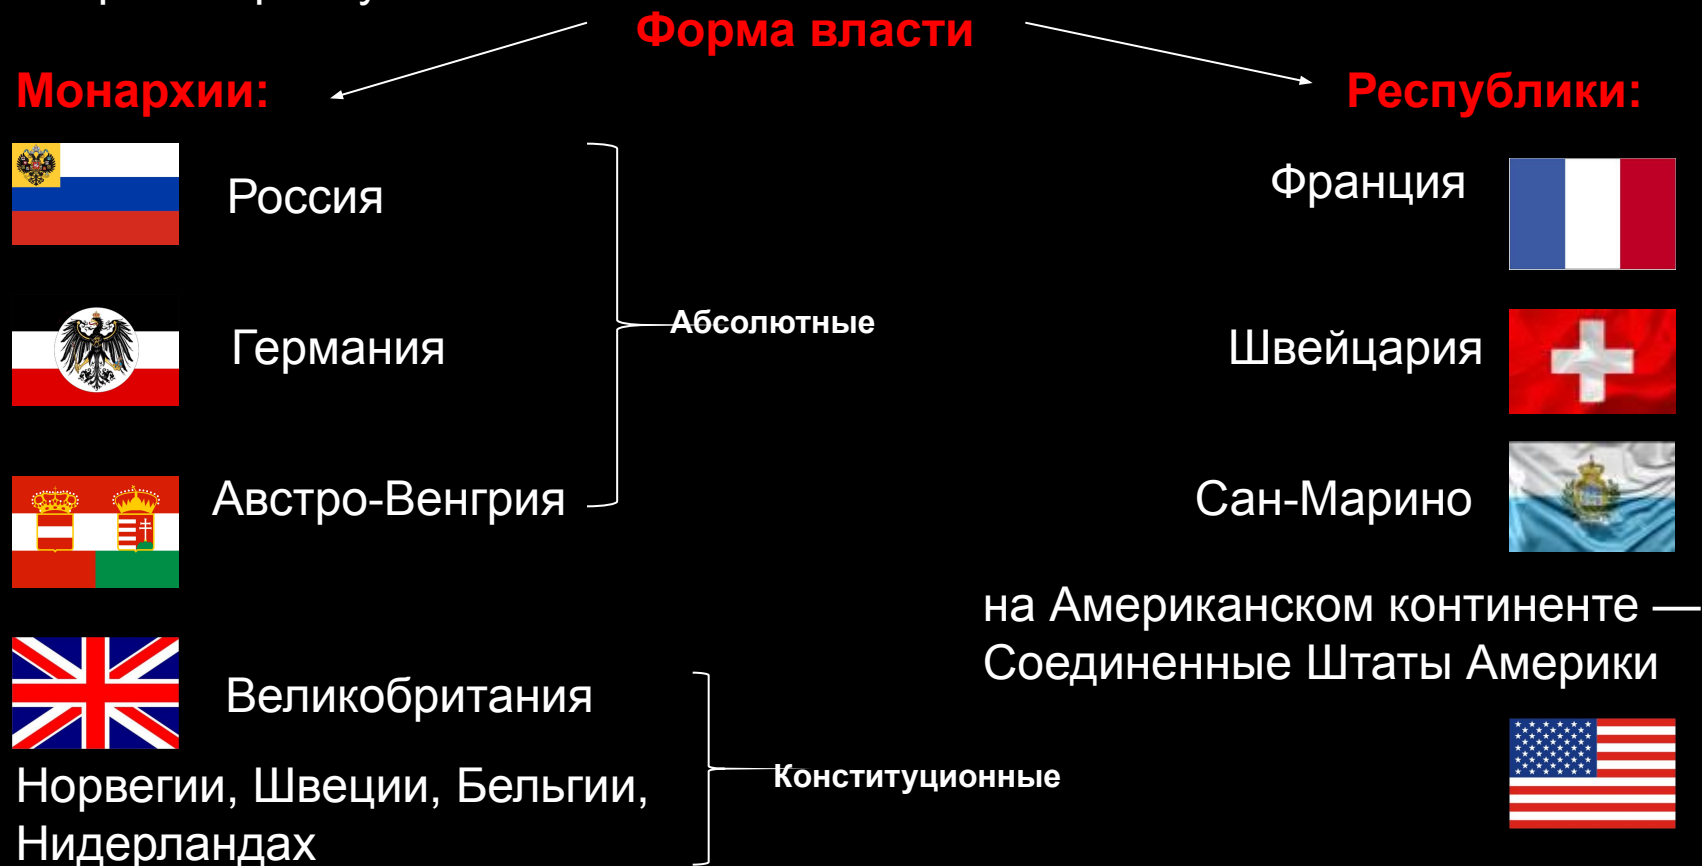 Форма власти
Монархии:
Республики:
Россия
Германия
Австро-Венгрия
Абсолютные
Великобритания
Норвегии, Швеции, Бельгии,
Нидерландах
Конституционные
Франция
Швейцария
Сан-Марино
на Американском континенте —
Соединенные Штаты Америки